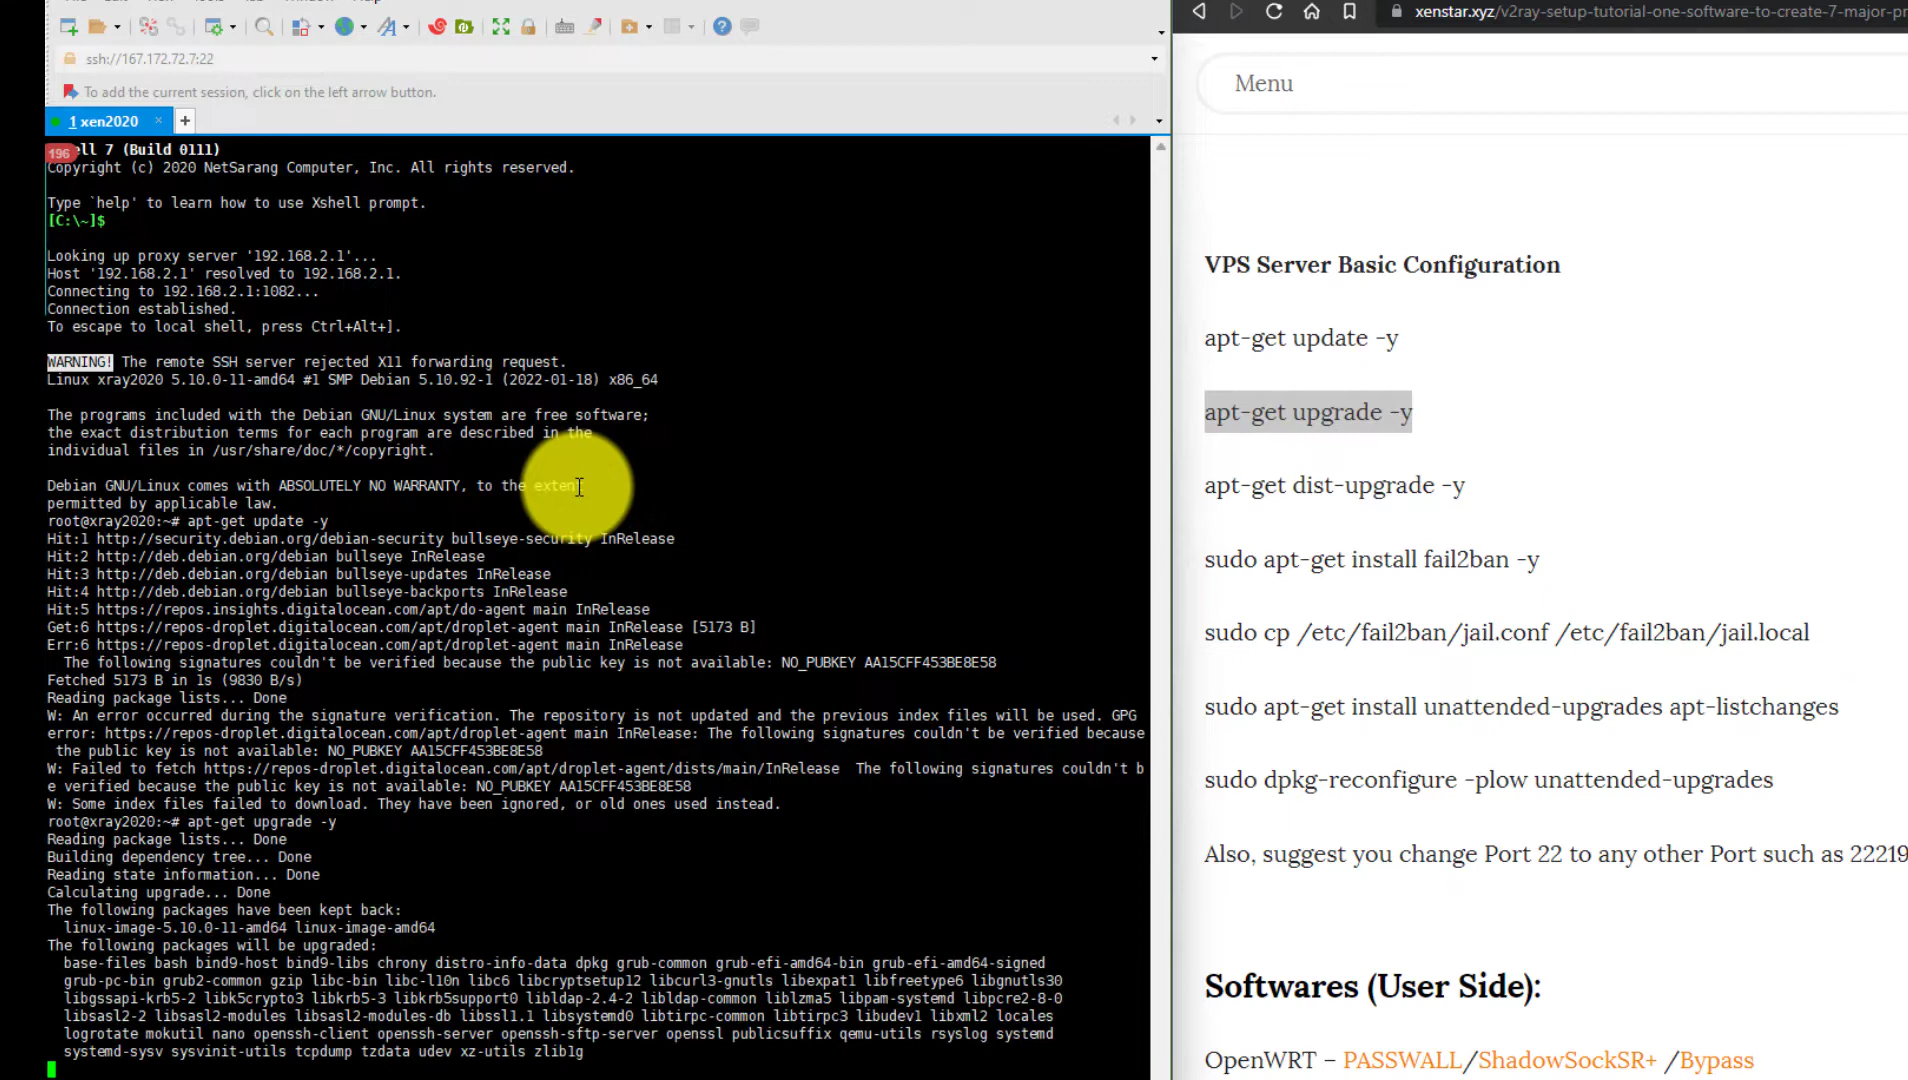 ssh://167.172.72.7:22
To add the current session, click on the left arrow button.
1 xen2020
196
ell 7 (Build 0111)
Copyright (c) 2020 NetSarang Computer, Inc. All rights reserved.
Type `help' to learn how to use Xshell prompt.
[C:\~]$
Looking up proxy server '192.168.2.1'...
Host '192.168.2.1' resolved to 192.168.2.1.
Connecting to 192.168.2.1:1082...
Connection established.
To escape to local shell, press Ctrl+Alt+].
WARNING! The remote SSH server rejected X11 forwarding request.
Linux xray2020 5.10.0-11-amd64 #1 SMP Debian 5.10.92-1 (2022-01-18) x86_64
The programs included with the Debian GNU/Linux system are free software;
the exact distribution terms for each program are described in the
individual files in /usr/share/doc/*/copyright.
Debian GNU/Linux comes with ABSOLUTELY NO WARRANTY, to the extent
permitted by applicable law.
root@xray2020:~# apt-get update -y
Hit:1 http://security.debian.org/debian-security bullseye-security InRelease
Hit:2 http://deb.debian.org/debian bullseye InRelease
Hit:3 http://deb.debian.org/debian bullseye-updates InRelease
Hit:4 http://deb.debian.org/debian bullseye-backports InRelease
Hit:5 https://repos.insights.digitalocean.com/apt/do-agent main InRelease
Get:6 https://repos-droplet.digitalocean.com/apt/droplet-agent main InRelease [5173 B]
Err:6 https://repos-droplet.digitalocean.com/apt/droplet-agent main InRelease
The following signatures couldn't be verified because the public key is not available: NO_PUBKEY AA15CFF453BE8E58
Fetched 5173 B in 1s (9830 B/s)
Reading package lists... Done
W: An error occurred during the signature verification. The repository is not updated and the previous index files will be used. GPG
error: https://repos-droplet.digitalocean.com/apt/droplet-agent main InRelease: The following signatures couldn't be verified because
the public key is not available: NO_PUBKEY AA15CFF453BE8E58
W: Failed to fetch https://repos-droplet.digitalocean.com/apt/droplet-agent/dists/main/InRelease  The following signatures couldn't b
e verified because the public key is not available: NO_PUBKEY AA15CFF453BE8E58
W: Some index files failed to download. They have been ignored, or old ones used instead.
root@xray2020:~# apt-get upgrade -y
Reading package lists... Done
Building dependency tree... Done
Reading state information... Done
Calculating upgrade... Done
The following packages have been kept back:
linux-image-5.10.0-11-amd64 linux-image-amd64
The following packages will be upgraded:
base-files bash bind9-host bind9-libs chrony distro-info-data dpkg grub-common grub-efi-amd64-bin grub-efi-amd64-signed
grub-pc-bin grub2-common gzip libc-bin libc-l10n libc6 libcryptsetup12 libcurl3-gnutls libexpat1 libfreetype6 libgnutls30
libgssapi-krb5-2 libk5crypto3 libkrb5-3 libkrb5support0 libldap-2.4-2 libldap-common liblzma5 libpam-systemd libpcre2-8-0
libsasl2-2 libsasl2-modules libsasl2-modules-db libssl1.1 libsystemd0 libtirpc-common libtirpc3 libudev1 libxml2 locales
logrotate mokutil nano openssh-client openssh-server openssh-sftp-server openssl publicsuffix qemu-utils rsyslog systemd
systemd-sysv sysvinit-utils tcpdump tzdata udev xz-utils zlib1g
xenstar.xyz/v2ray-setup-tutorial-one-software-to-create-7-major-pr
Menu
VPS Server Basic Configuration
apt-get update -y
apt-get upgrade -y
apt-get dist-upgrade -y
sudo apt-get install fail2ban -y
sudo cp /etc/fail2ban/jail.conf /etc/fail2ban/jail.local
sudo apt-get install unattended-upgrades apt-listchanges
sudo dpkg-reconfigure -plow unattended-upgrades
Also, suggest you change Port 22 to any other Port such as 22219
Softwares (User Side):
OpenWRT – PASSWALL/ShadowSockSR+ /Bypass